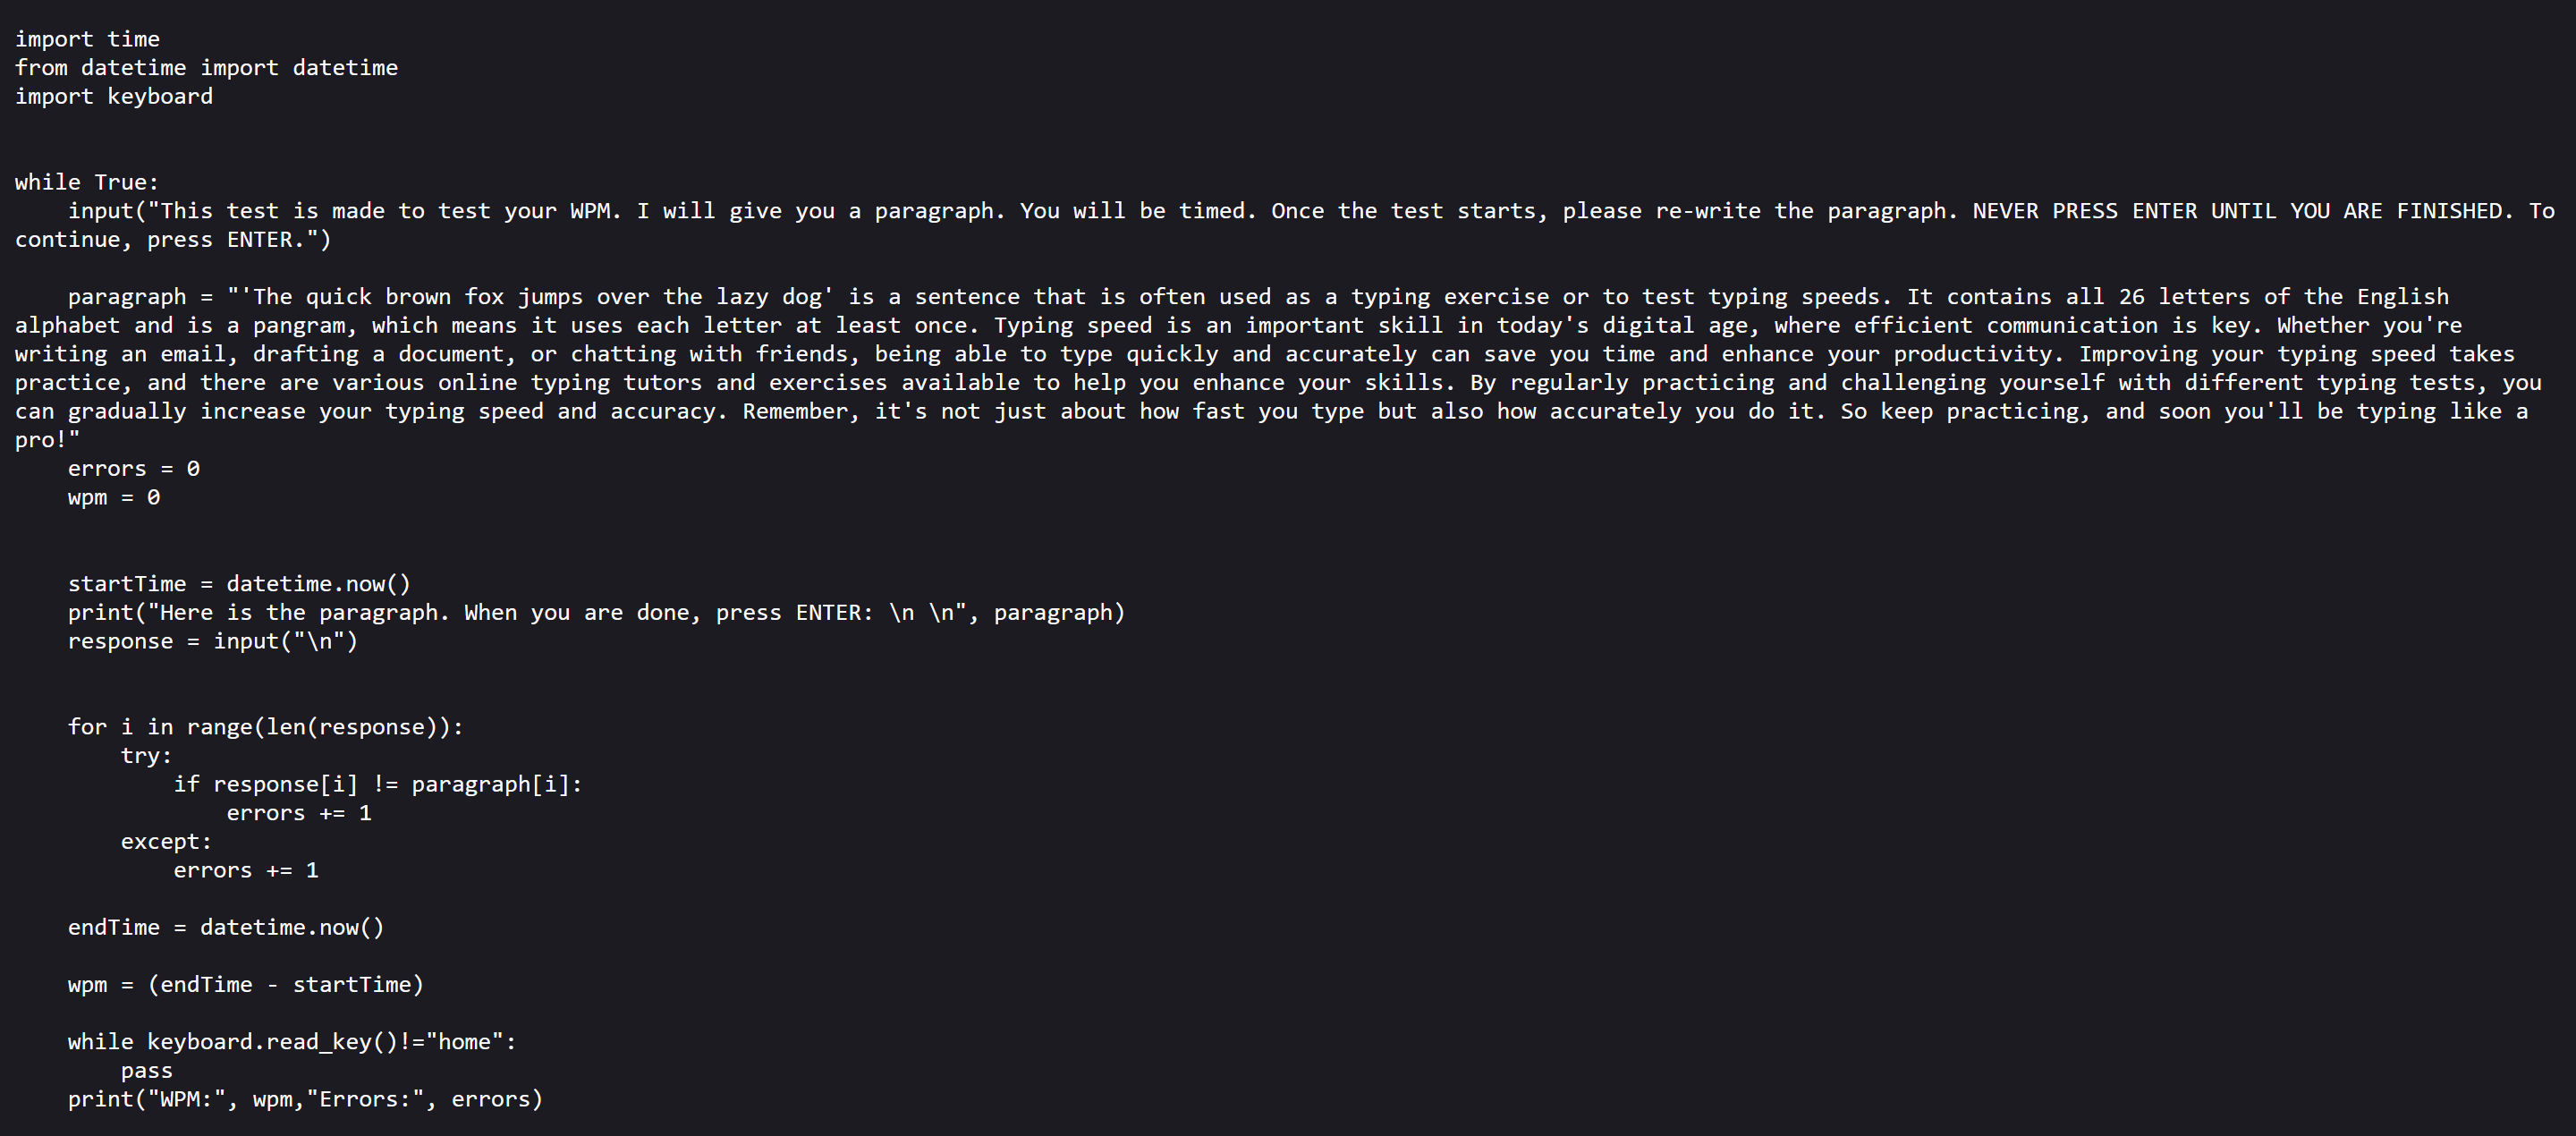 import time
from datetime import datetime
import keyboard
while True:
    input("This test is made to test your WPM. I will give you a paragraph. You will be timed. Once the test starts, please re-write the paragraph. NEVER PRESS ENTER UNTIL YOU ARE FINISHED. To
continue, press ENTER.")
    paragraph = "'The quick brown fox jumps over the lazy dog' is a sentence that is often used as a typing exercise or to test typing speeds. It contains all 26 letters of the English
alphabet and is a pangram, which means it uses each letter at least once. Typing speed is an important skill in today's digital age, where efficient communication is key. Whether you're
writing an email, drafting a document, or chatting with friends, being able to type quickly and accurately can save you time and enhance your productivity. Improving your typing speed takes
practice, and there are various online typing tutors and exercises available to help you enhance your skills. By regularly practicing and challenging yourself with different typing tests, you
can gradually increase your typing speed and accuracy. Remember, it's not just about how fast you type but also how accurately you do it. So keep practicing, and soon you'll be typing like a
pro!"
    errors = 0
    wpm = 0
    startTime = datetime.now()
    print("Here is the paragraph. When you are done, press ENTER: \n \n", paragraph)
    response = input("\n")
    for i in range(len(response)):
        try:
            if response[i] != paragraph[i]:
                errors += 1
        except:
            errors += 1
    endTime = datetime.now()
    wpm = (endTime - startTime)
    while keyboard.read_key()!="home":
        pass
    print("WPM:", wpm,"Errors:", errors)